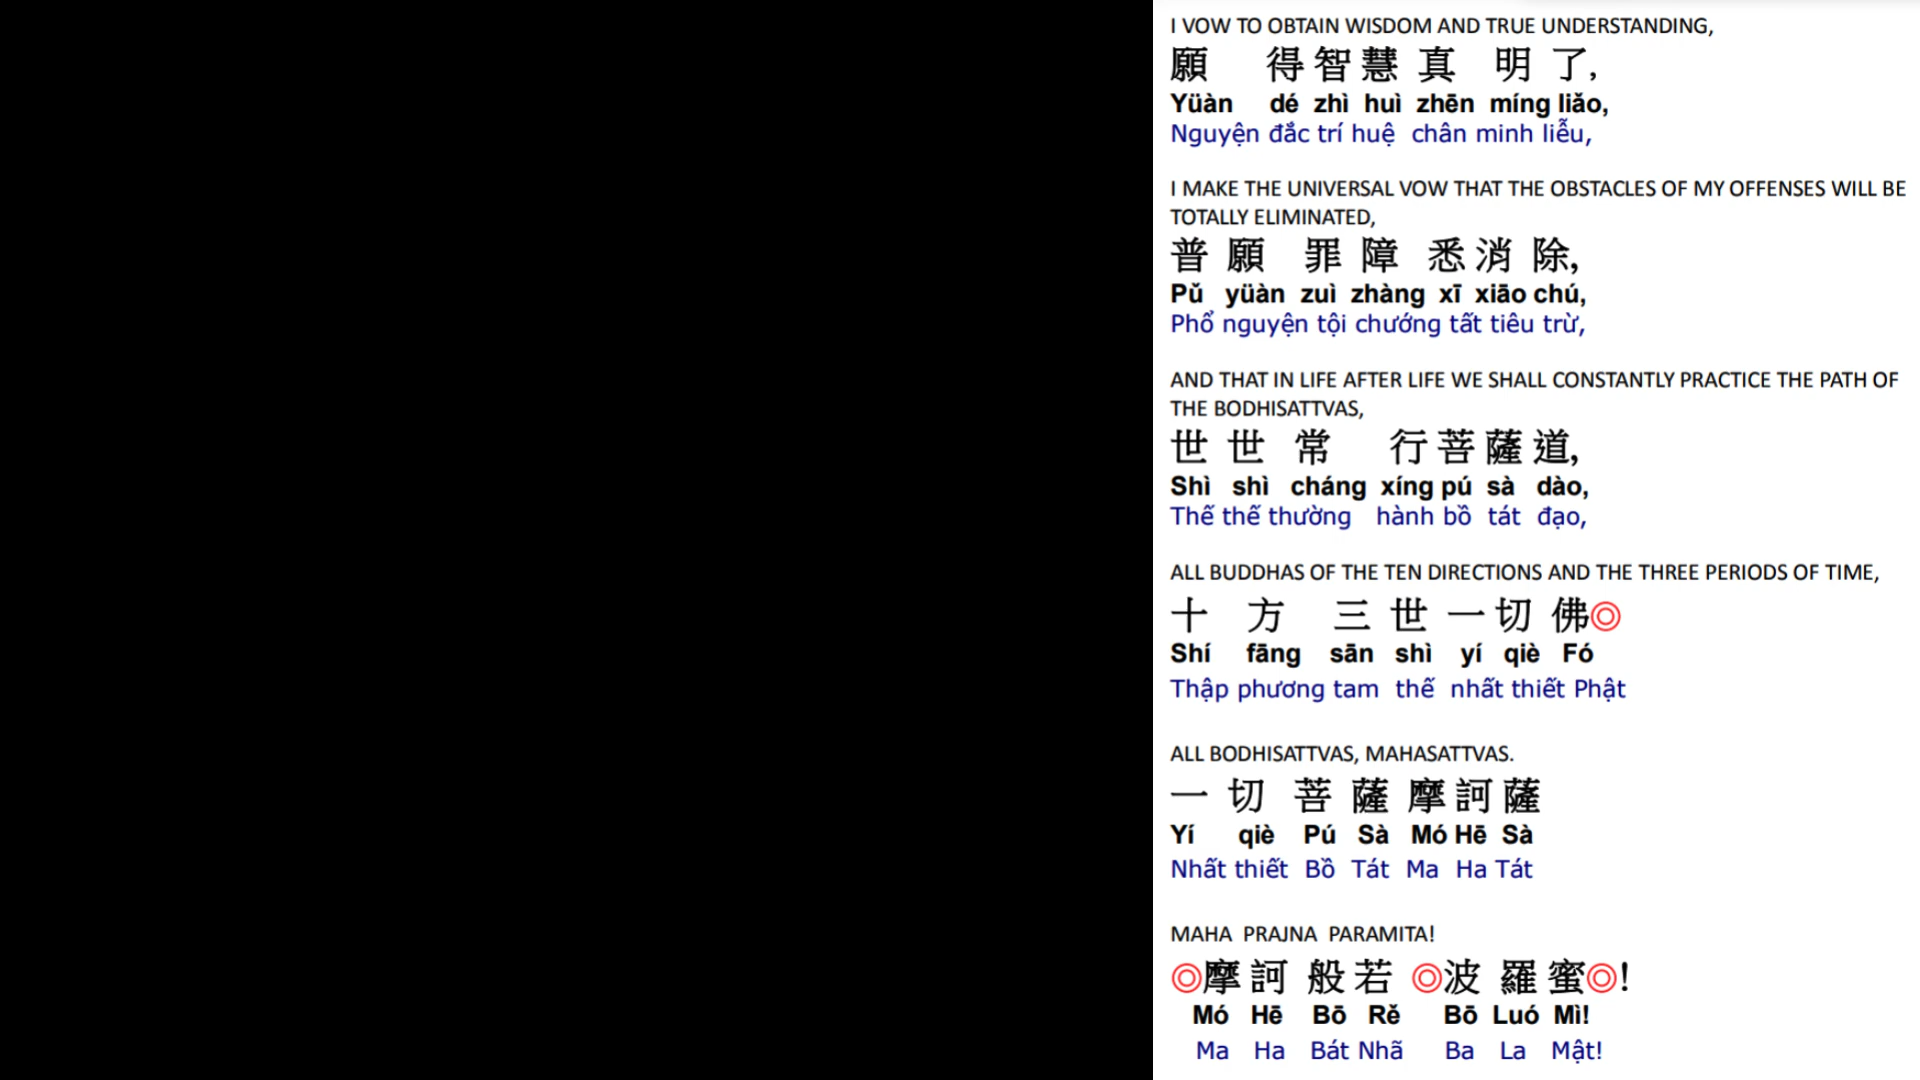 I VOW TO OBTAIN WISDOM AND TRUE UNDERSTANDING,
願 得 智 慧 真 明 了,
Yüàn dé zhì huì zhēn míng liǎo,
Nguyện đắc trí huệ chân minh liễu,
I MAKE THE UNIVERSAL VOW THAT THE OBSTACLES OF MY OFFENSES WILL BE
TOTALLY ELIMINATED,
普 願 罪 障 悉 消 除,
Pǔ yüàn zuì zhàng xī xiāo chú,
Phổ nguyện tội chướng tất tiêu trừ,
AND THAT IN LIFE AFTER LIFE WE SHALL CONSTANTLY PRACTICE THE PATH OF
THE BODHISATTVAS,
世 世 常 行 菩 薩 道,
Shì shì cháng xíng pú sà dào,
Thế thế thường hành bồ tát đạo,
ALL BUDDHAS OF THE TEN DIRECTIONS AND THE THREE PERIODS OF TIME,
十 方 三 世 一 切 佛◎
Shí fāng sān shì yí qiè Fó
Thập phương tam thế nhất thiết Phật
ALL BODHISATTVAS, MAHASATTVAS.
一 切 菩 薩 摩 訶 薩
Yí qiè Pú Sà Mó Hē Sà
Nhất thiết Bồ Tát Ma Ha Tát
MAHA PRAJNA PARAMITA!
◎摩 訶 般 若 ◎波 羅 蜜◎!
Mó Hē Bō Rě Bō Luó Mì!
Ma Ha Bát Nhã Ba La Mật!